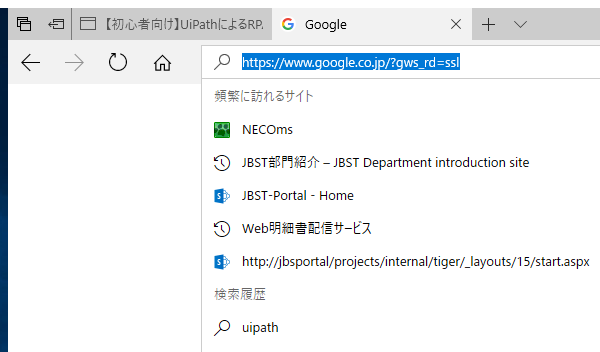 【初心者向け】UiPathによるRP.
Google
https://www.google.co.jp/?gws_rd=ssl
頻繁に訪れるサイト
NECOms
JBST部門紹介 – JBST Department introduction site
JBST-Portal - Home
Web明細書配信サービス
http://jbsportal/projects/internal/tiger/_layouts/15/start.aspx
検索履歴
uipath